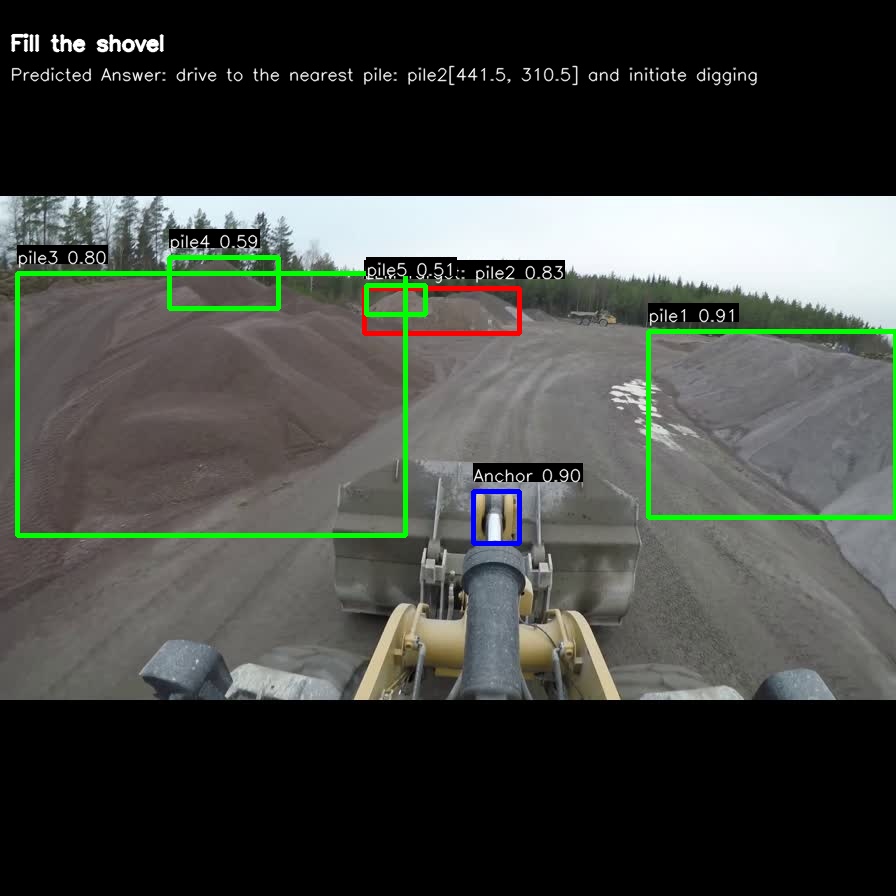 Fill the shovel
Predicted Answer: drive to the nearest pile: pile2[441.5, 310.5] and initiate digging
pile4 0.59
pile3 0.80
pile5 0.51
pile2 0.83
pile1 0.91
Anchor 0.90